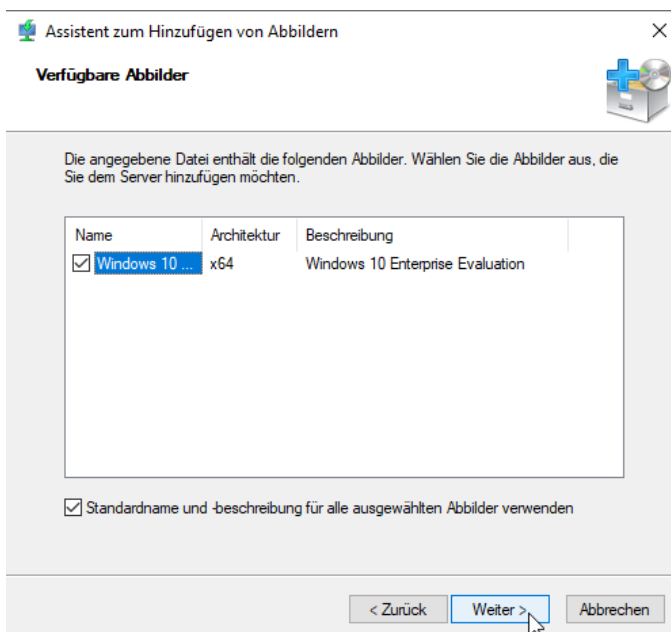 Assistent zum Hinzufügen von Abbildern
Verfügbare Abbilder
Die angegebene Datei enthält die folgenden Abbilder. Wählen Sie die Abbilder aus, die
Sie dem Server hinzufügen möchten.
Name Architektur Beschreibung
Windows 10 ... x64 Windows 10 Enterprise Evaluation
Standardname und -beschreibung für alle ausgewählten Abbilder verwenden
< Zurück Weiter > Abbrechen